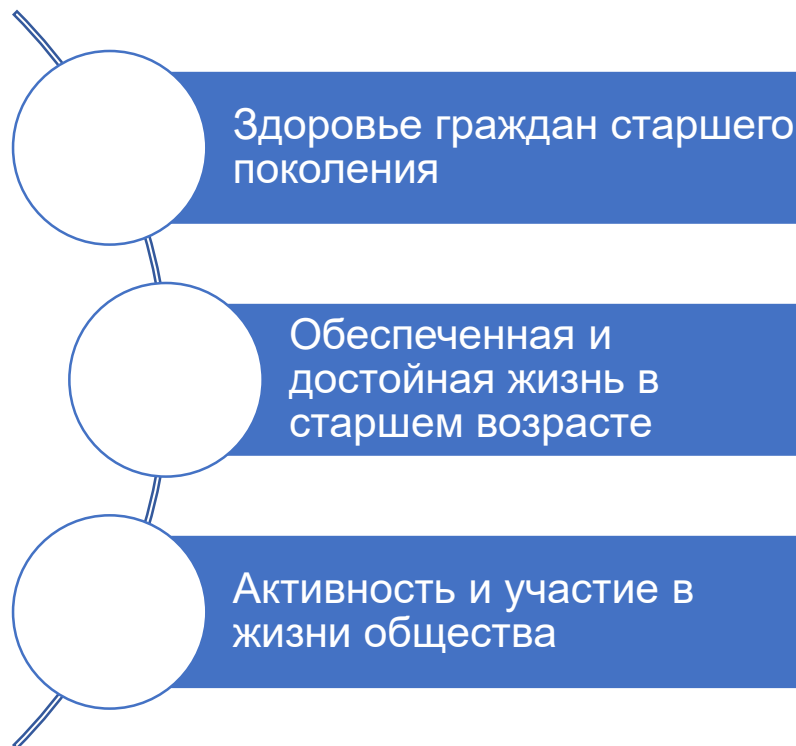 Здоровье граждан старшего
поколения
Обеспеченная и
достойная жизнь в
старшем возрасте
Активность и участие в
жизни общества